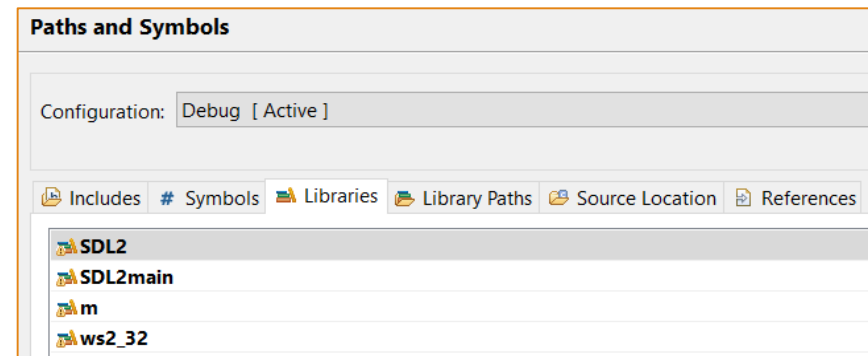 Paths and Symbols
Configuration: Debug [ Active ]
Includes # Symbols Libraries Library Paths Source Location References
SDL2
SDL2main
m
ws2_32